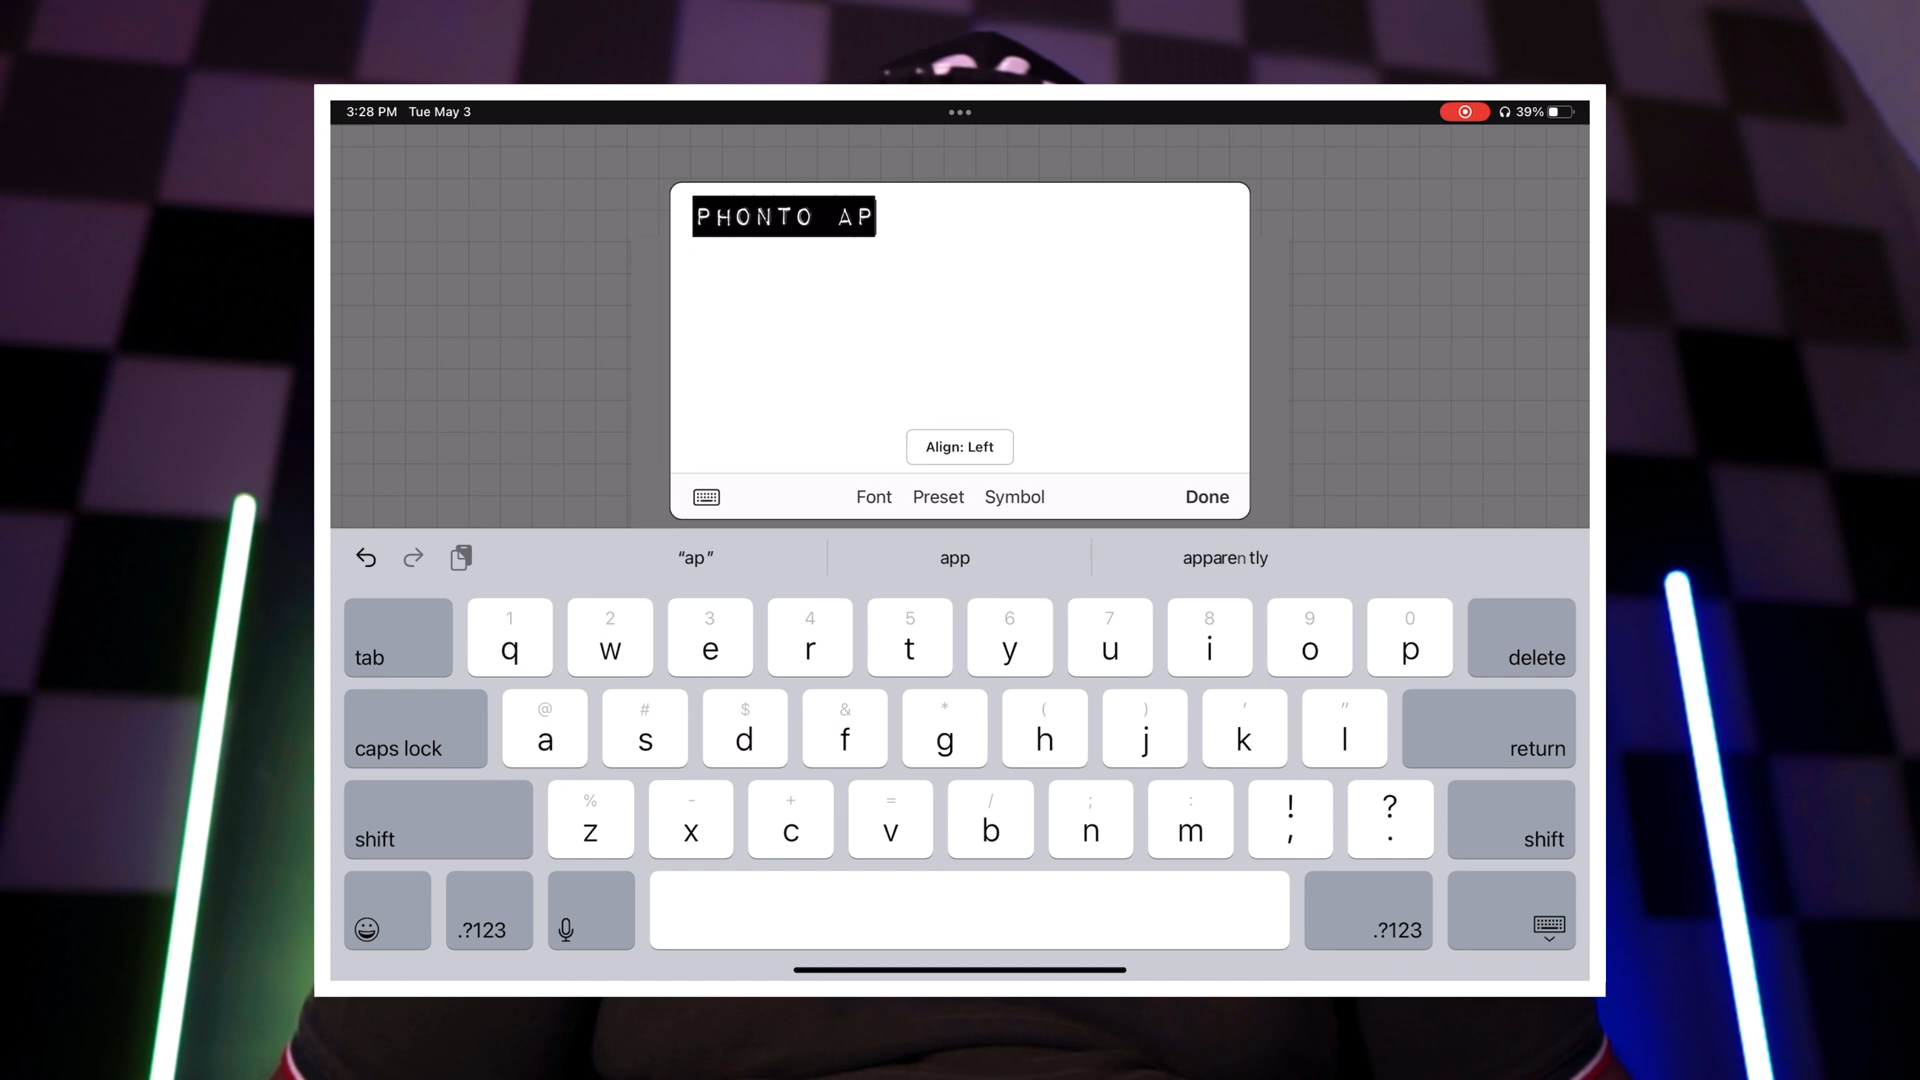 3:28 PM Tue May 3
39%
PHONTO AP
Align: Left
Font Preset Symbol Done
“ap” app apparently
1 2 3 4 5 6 7 8 9 0
tab q w e r t y u i o p delete
@ # $ & * ( ) ' "
caps lock a s d f g h j k l return
% - + = / ; : ! ?
shift z x c v b n m , . shift
.?123 .?123